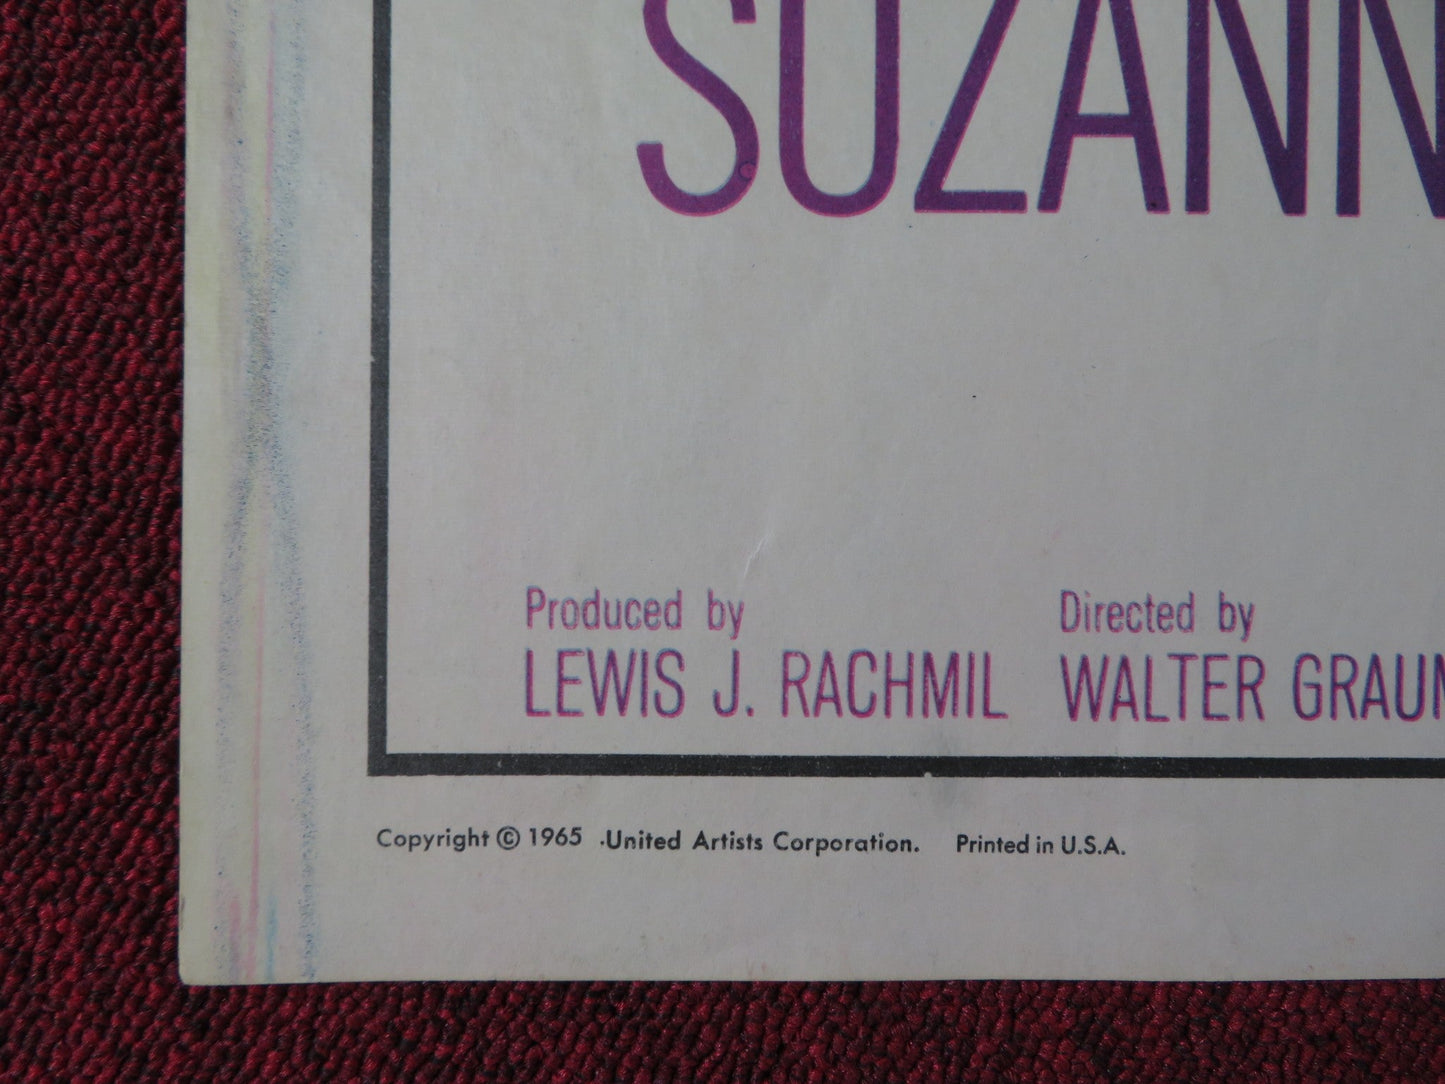 SUZANN
Produced by
LEWIS J. RACHMIL
Directed by
WALTER GRAUM
Copyright © 1965 .United Artists Corporation. Printed in U.S.A.